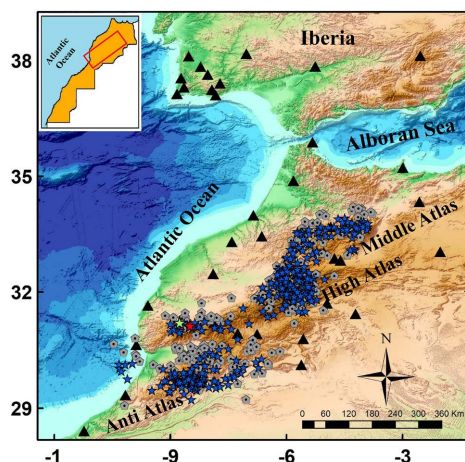 Atlantic
Ocean
Iberia
Alboran Sea
Atlantic Ocean
Middle Atlas
High Atlas
Anti Atlas
N
0 60 120 180 240 300 360 Km
38
35
32
29
-1
-9
-6
-3